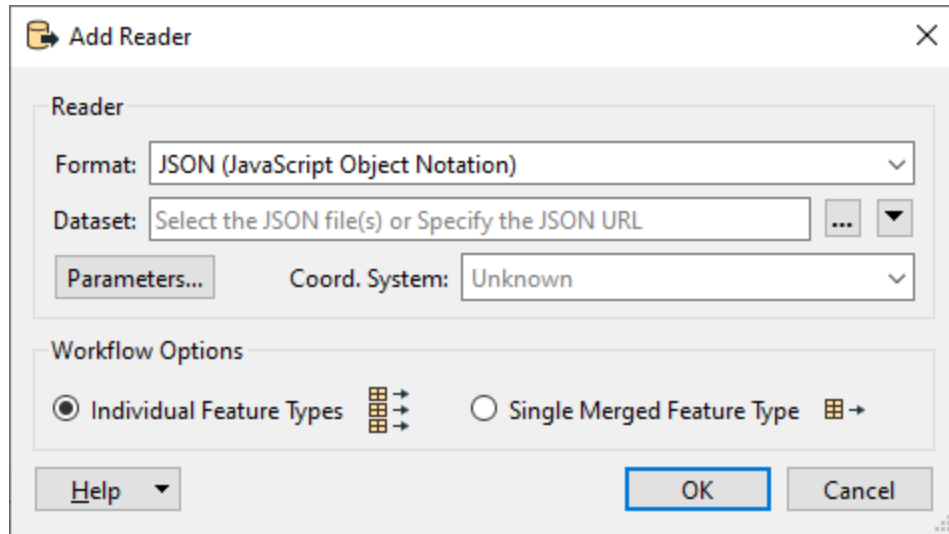 Add Reader
Reader
Format: JSON (JavaScript Object Notation)
Dataset: Select the JSON file(s) or Specify the JSON URL ...
Parameters... Coord. System: Unknown
Workflow Options
Individual Feature Types Single Merged Feature Type
Help OK Cancel